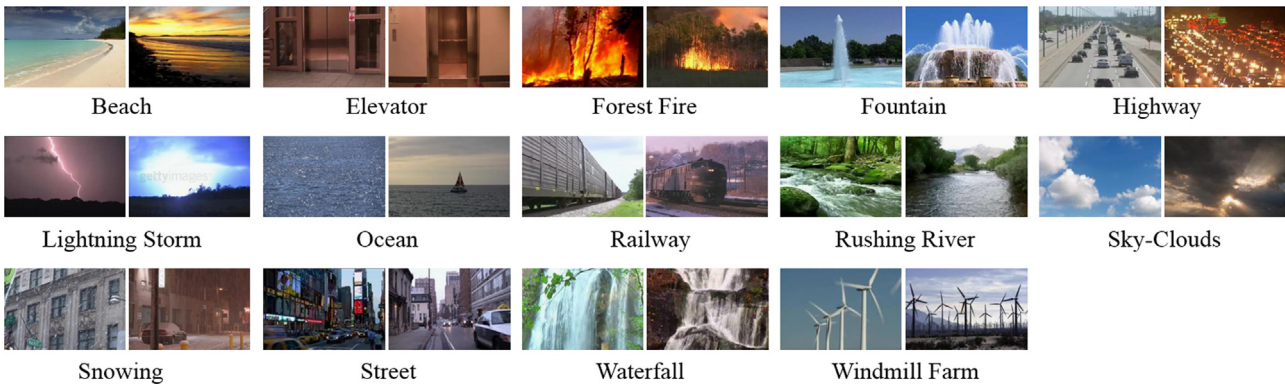 Beach
Elevator
Forest Fire
Fountain
Highway
gettyimages
Lightning Storm
Ocean
Railway
Rushing River
Sky-Clouds
Snowing
Street
Waterfall
Windmill Farm